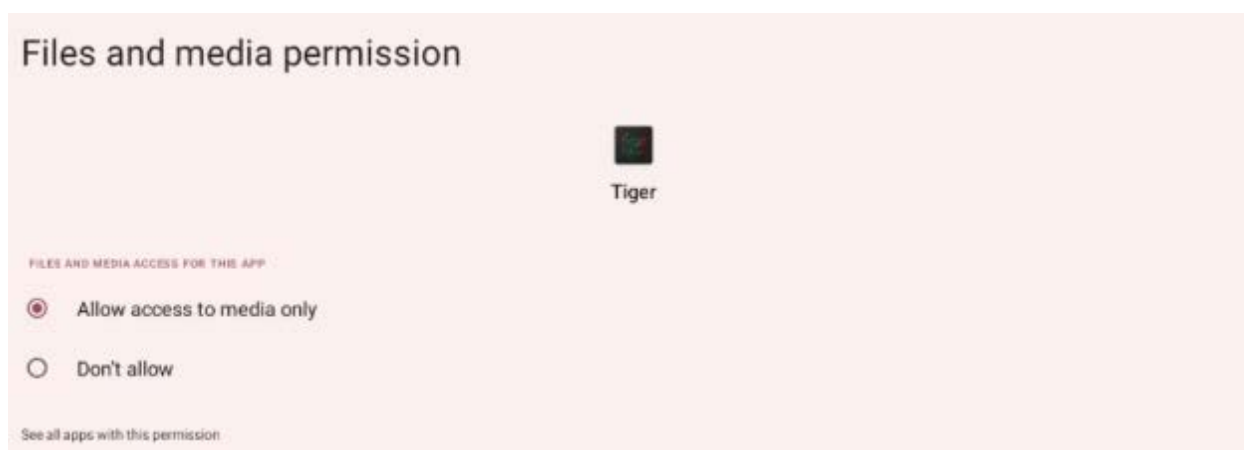 Files and media permission
Tiger
FILES AND MEDIA ACCESS FOR THIS APP
Allow access to media only
Don't allow
See all apps with this permission